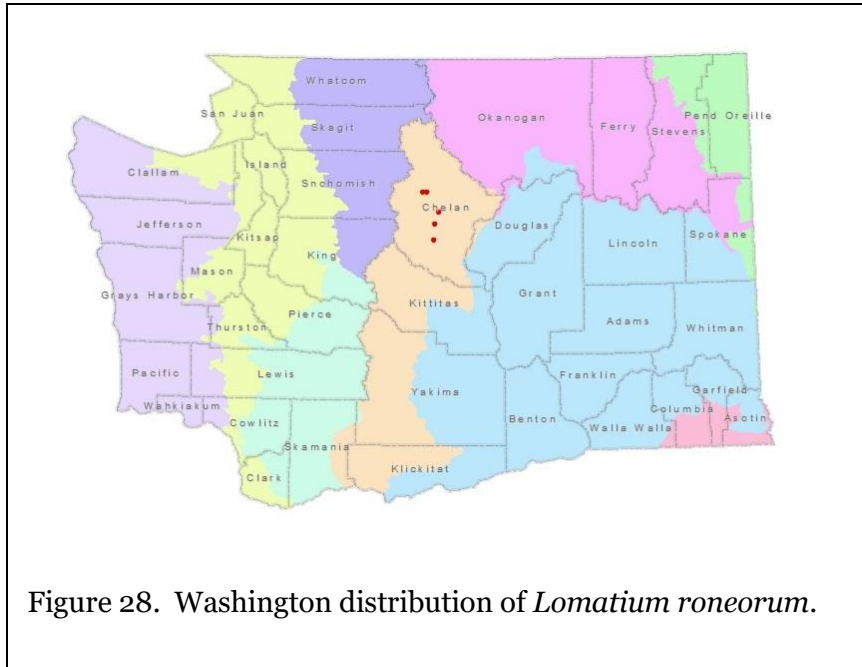 Whatcom
San Juan
Okanogan
Pend Oreille
Skagit
Ferry
Stevens
Island
Clallam
Snohomish
Chelan
Jefferson
Douglas
Kitsap
Lincoln
Spokane
King
Mason
Grays Harbor
Grant
Kittitas
Pierce
Adams
Whitman
Thurston
Pacific
Lewis
Franklin
Yakima
Garfield
Wahkiakum
Benton
Columbia
Asotin
Cowlitz
Walla Walla
Skamania
Klickitat
Clark
Figure 28. Washington distribution of Lomatium roneorum.